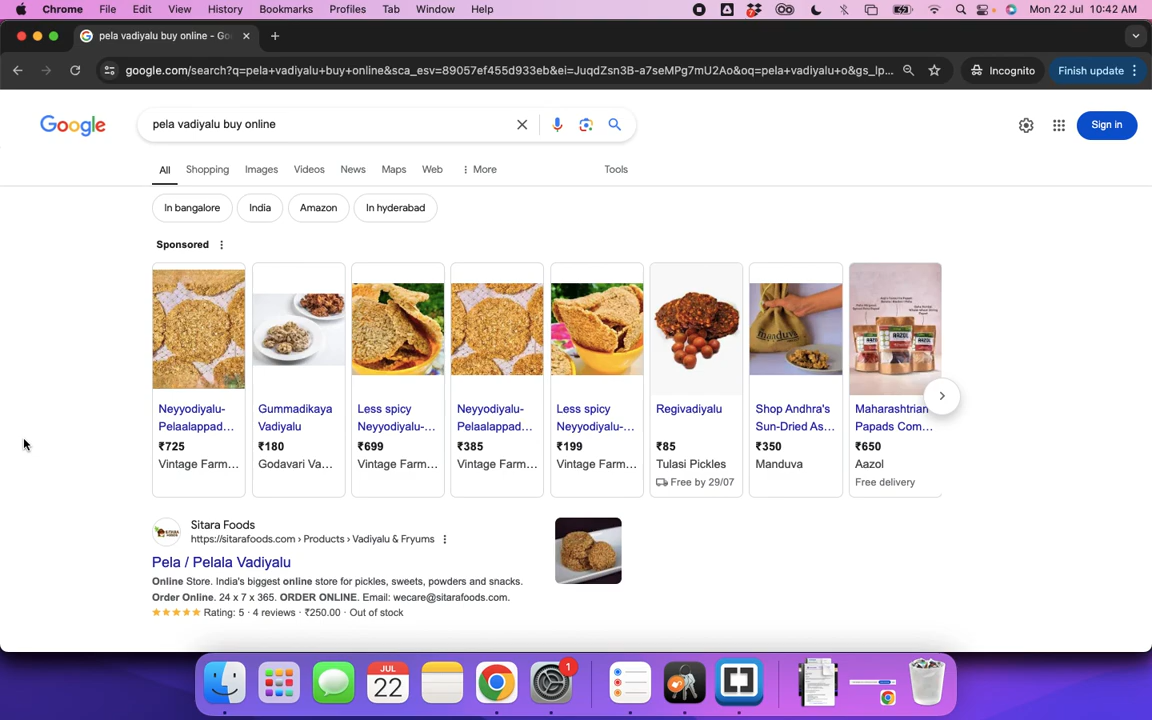 Chrome File Edit View History Bookmarks Profiles Tab Window Help Mon 22 Jul 10:42 AM
pela vadiyalu buy online - Go
google.com/search?q=pela+vadiyalu+buy+online&sca_esv=89057ef455d933eb&ei=JuqdZsn3B-a7seMPg7mU2Ao&oq=pela+vadiyalu+o&gs_lp... Incognito Finish update
Google pela vadiyalu buy online Sign in
All Shopping Images Videos News Maps Web More Tools
In bangalore India Amazon In hyderabad
Sponsored
Neyyodiyalu-
Pelaalappad...
₹725
Vintage Farm...
Gummadikaya
Vadiyalu
₹180
Godavari Va...
Less spicy
Neyyodiyalu-...
₹699
Vintage Farm...
Neyyodiyalu-
Pelaalappad...
₹385
Vintage Farm...
Less spicy
Neyyodiyalu-...
₹199
Vintage Farm...
Regivadiyalu
₹85
Tulasi Pickles
Free by 29/07
Shop Andhra's
Sun-Dried As...
₹350
Manduva
Maharashtrian
Papads Com...
₹650
Aazol
Free delivery
Sitara Foods
https://sitarafoods.com › Products › Vadiyalu & Fryums
Pela / Pelala Vadiyalu
Online Store. India's biggest online store for pickles, sweets, powders and snacks.
Order Online. 24 x 7 x 365. ORDER ONLINE. Email: wecare@sitarafoods.com.
Rating: 5 · 4 reviews · ₹250.00 · Out of stock
JUL
22
1